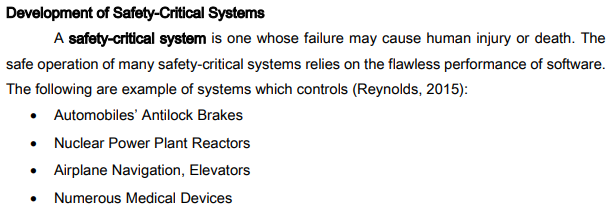 Development of Safety-Critical Systems
A safety-critical system is one whose failure may cause human injury or death. The
safe operation of many safety-critical systems relies on the flawless performance of software.
The following are example of systems which controls (Reynolds, 2015):
• Automobiles' Antilock Brakes
• Nuclear Power Plant Reactors
• Airplane Navigation, Elevators
• Numerous Medical Devices